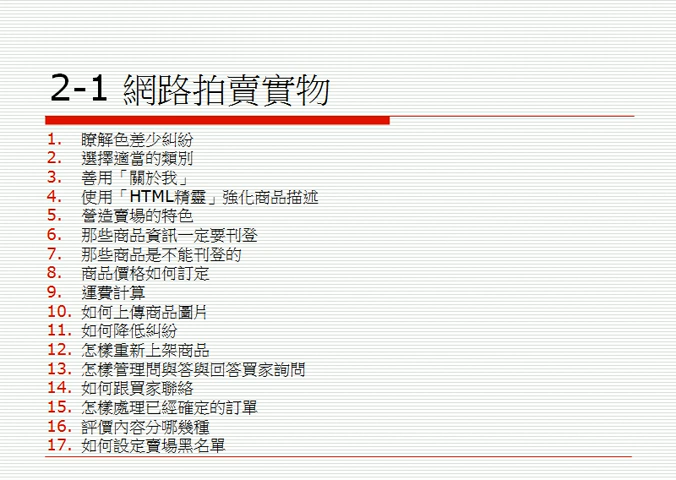 2-1 網路拍賣實物
1. 瞭解色差少糾紛
2. 選擇適當的類別
3. 善用「關於我」
4. 使用「HTML精靈」強化商品描述
5. 營造賣場的特色
6. 那些商品資訊一定要刊登
7. 那些商品是不能刊登的
8. 商品價格如何訂定
9. 運費計算
10. 如何上傳商品圖片
11. 如何降低糾紛
12. 怎樣重新上架商品
13. 怎樣管理問與答與回答買家詢問
14. 如何跟買家聯絡
15. 怎樣處理已經確定的訂單
16. 評價內容分哪幾種
17. 如何設定賣場黑名單